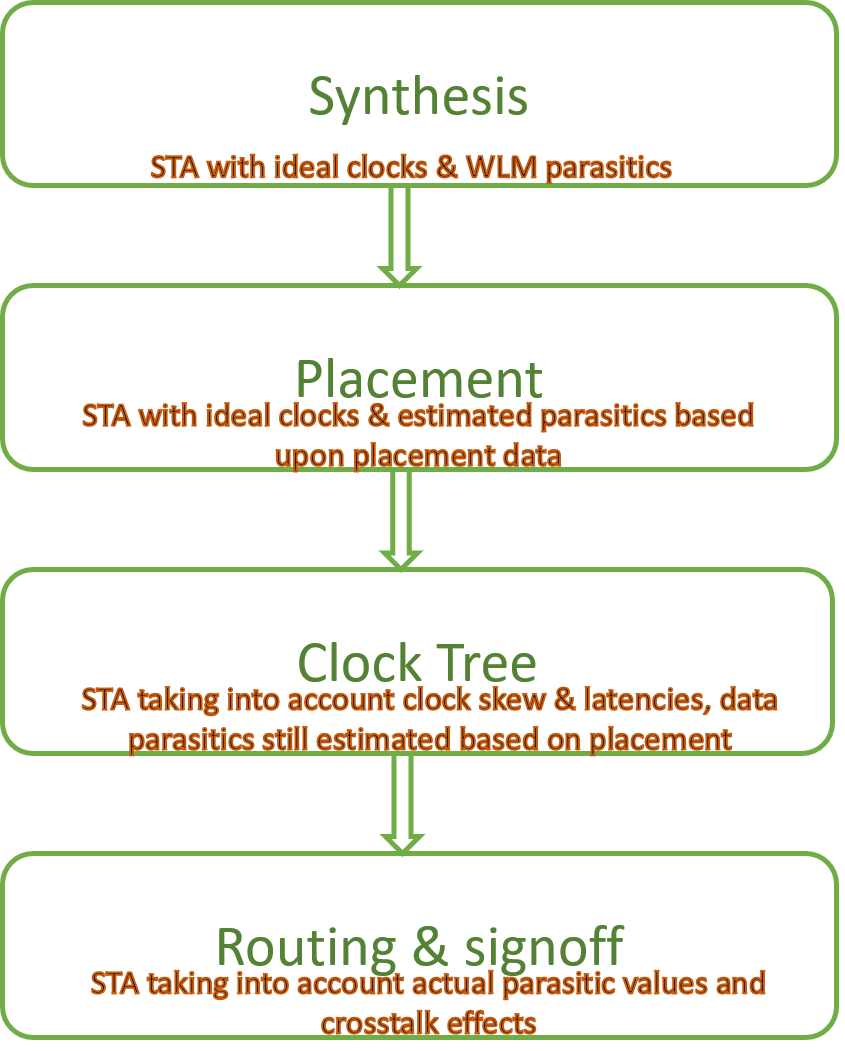 Synthesis
STA with ideal clocks & WLM parasitics
Placement
STA with ideal clocks & estimated parasitics based
upon placement data
Clock Tree
STA taking into account clock skew & latencies, data
parasitics still estimated based on placement
Routing & signoff
STA taking into account actual parasitic values and
crosstalk effects